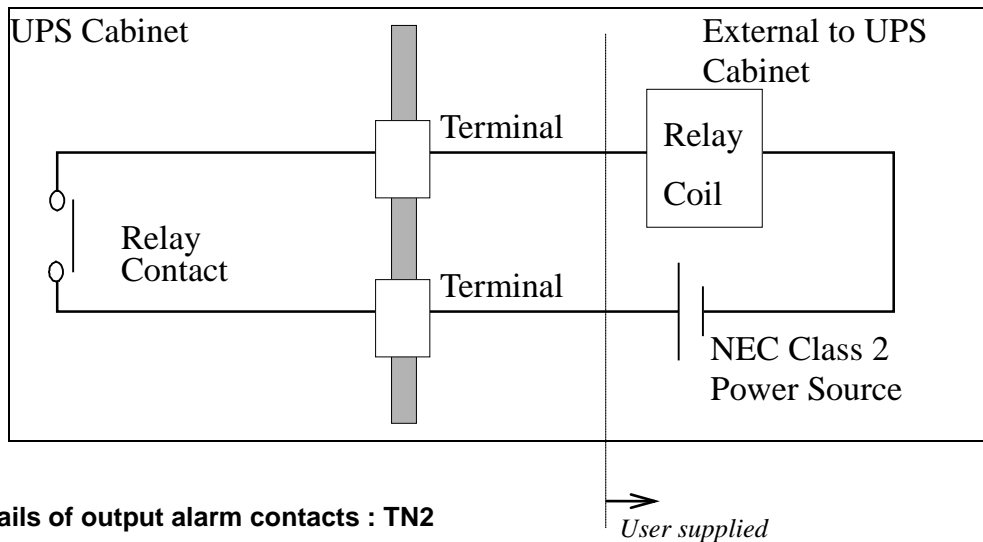 UPS Cabinet
External to UPS
Cabinet
Terminal
Relay
Coil
Relay
Contact
Terminal
NEC Class 2
Power Source
ails of output alarm contacts : TN2
User supplied